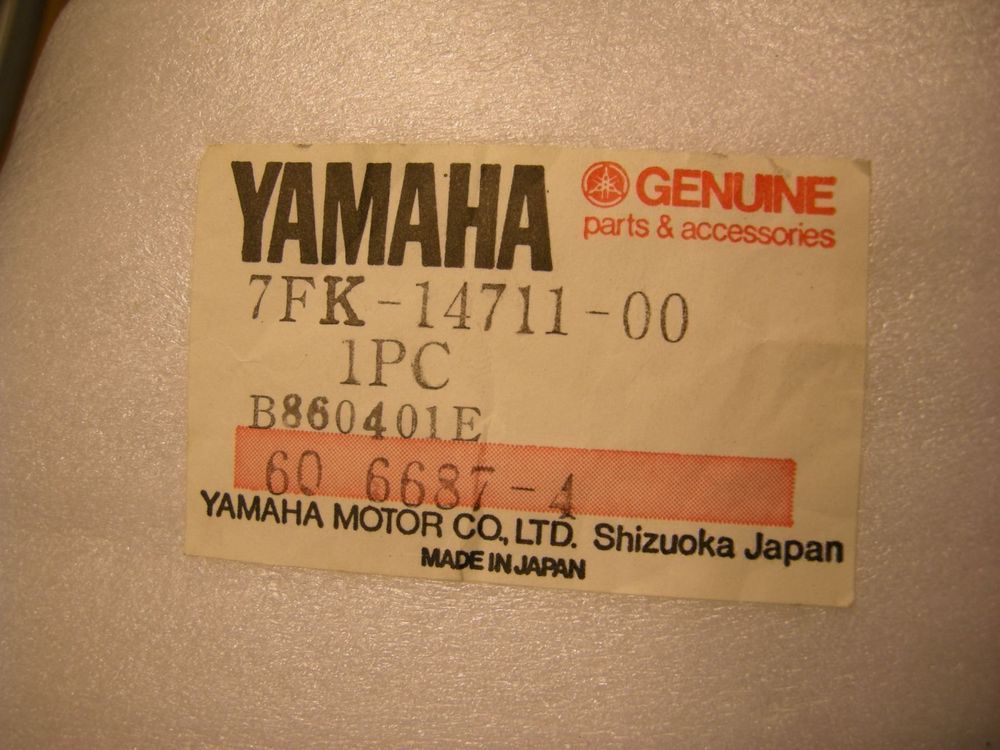 YAMAHA GENUINE
parts & accessories
7FK-14711-00
1PC
B860401E
60 6687-4
YAMAHA MOTOR CO., LTD. Shizuoka Japan
MADE IN JAPAN